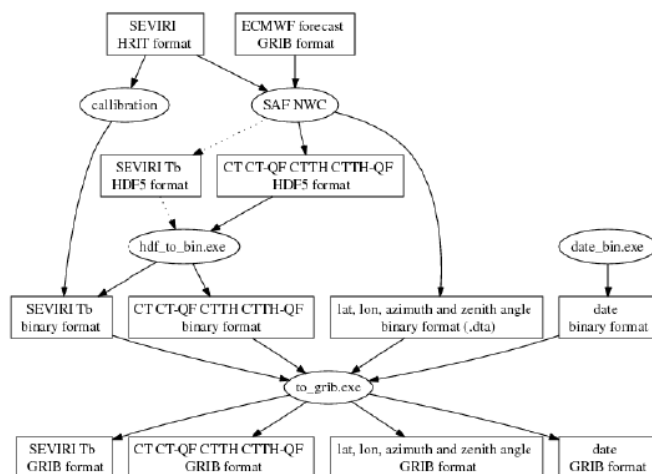 SEVIRI
HRIT format
ECMWF forecast
GRIB format
callibration
SAF NWC
SEVIRI Tb
HDF5 format
CT CT-QF CTTH CTTH-QF
HDF5 format
hdf_to_bin.exe
date_bin.exe
SEVIRI Tb
binary format
CT CT-QF CTTH CTTH-QF
binary format
lat, lon, azimuth and zenith angle
binary format (.dta)
date
binary format
to_grib.exe
SEVIRI Tb
GRIB format
CT CT-QF CTTH CTTH-QF
GRIB format
lat, lon, azimuth and zenith angle
GRIB format
date
GRIB format